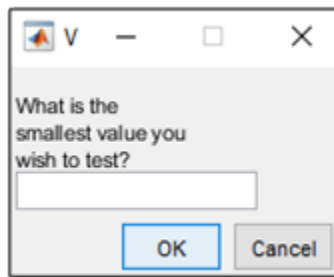 V
What is the
smallest value you
wish to test?
OK
Cancel